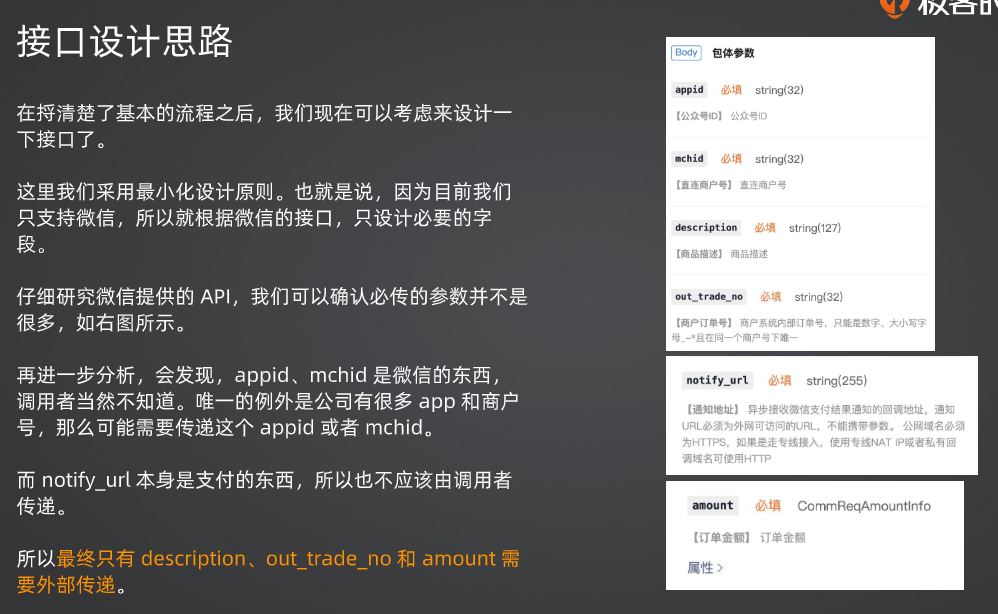 接口设计思路
在捋清楚了基本的流程之后，我们现在可以考虑来设计一
下接口了。
这里我们采用最小化设计原则。也就是说，因为目前我们
只支持微信，所以就根据微信的接口，只设计必要的字
段。
仔细研究微信提供的 API，我们可以确认必传的参数并不是
很多，如右图所示。
再进一步分析，会发现，appid、mchid 是微信的东西，
调用者当然不知道。唯一的例外是公司有很多 app 和商户
号，那么可能需要传递这个 appid 或者 mchid。
而 notify_url 本身是支付的东西，所以也不应该由调用者
传递。
所以最终只有 description、out_trade_no 和 amount 需
要外部传递。
Body 包体参数
appid 必填 string(32)
【公众号ID】 公众号ID
mchid 必填 string(32)
【直连商户号】 直连商户号
description 必填 string(127)
【商品描述】 商品描述
out_trade_no 必填 string(32)
【商户订单号】 商户系统内部订单号，只能是数字、大小写字
母_-*且在同一个商户号下唯一
notify_url 必填 string(255)
【通知地址】 异步接收微信支付结果通知的回调地址，通知
URL必须为外网可访问的URL，不能携带参数。 公网域名必须
为HTTPS，如果是走专线接入，使用专线NAT IP或者私有回
调域名可使用HTTP
amount 必填 CommReqAmountInfo
【订单金额】 订单金额
属性 >